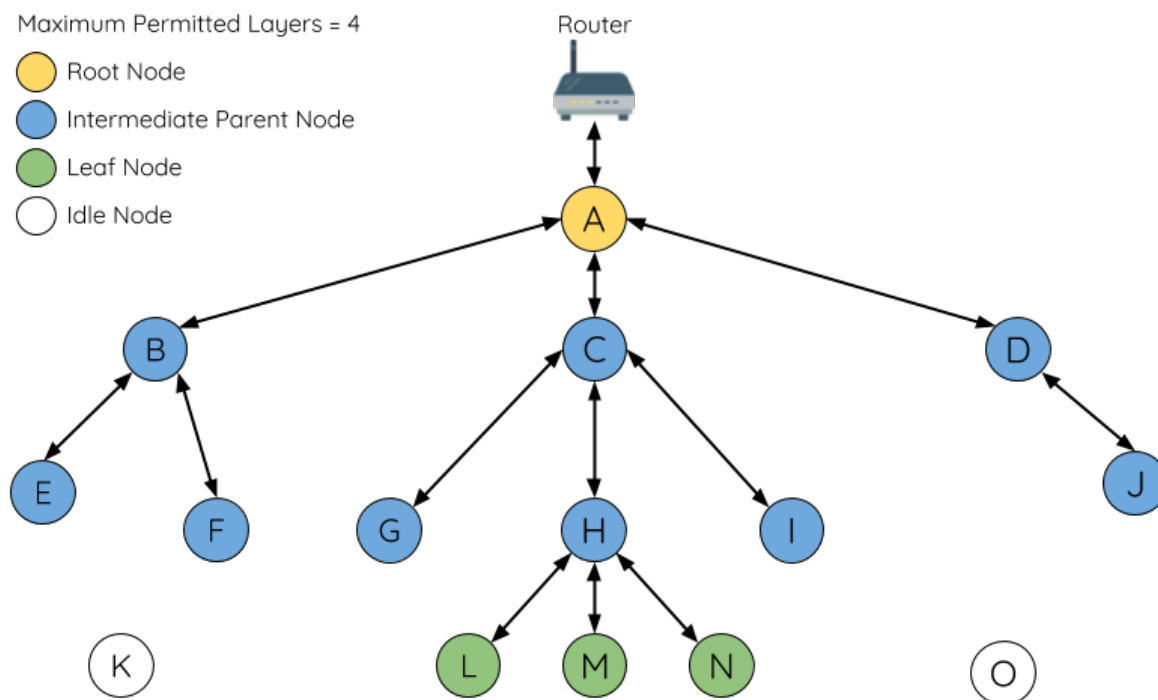 Maximum Permitted Layers = 4
Router
Root Node
Intermediate Parent Node
Leaf Node
Idle Node
A
B
C
D
E
F
G
H
I
J
K
L
M
N
O